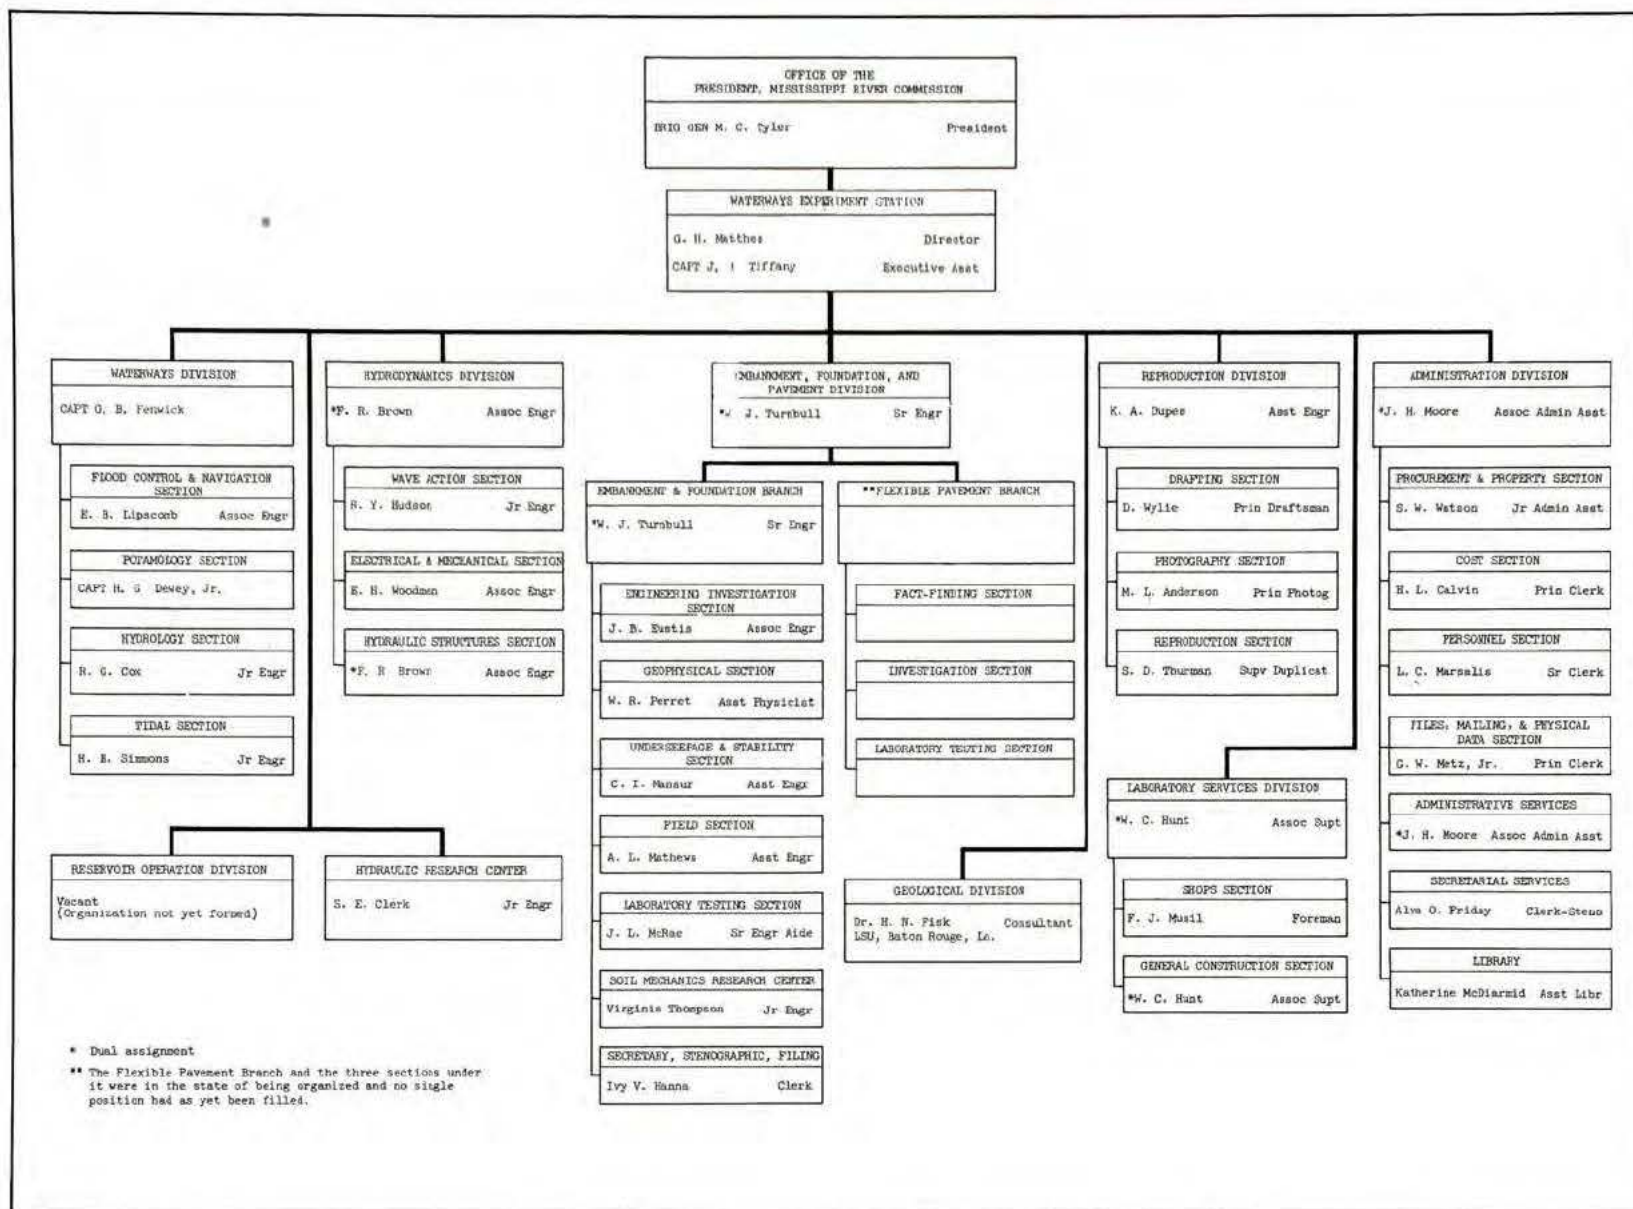 OFFICE OF THE
PRESIDENT, MISSISSIPPI RIVER COMMISSION
BRIG GEN M. C. Tyler President
WATERWAYS EXPERIMENT STATION
G. H. Matthes Director
CAPT J. Tiffany Executive Asst
WATERWAYS DIVISION
CAPT G. B. Fenwick
FLOOD CONTROL & NAVIGATION
SECTION
E. B. Lipscomb Assoc Engr
POTAMOLOGY SECTION
CAPT H. G Dewey, Jr.
HYDROLOGY SECTION
R. G. Cox Jr Engr
TIDAL SECTION
H. B. Simmons Jr Engr
RESERVOIR OPERATION DIVISION
Vacant
(Organization not yet formed)
HYDRODYNAMICS DIVISION
*F. R. Brown Assoc Engr
WAVE ACTION SECTION
R. Y. Hudson Jr Engr
ELECTRICAL & MECHANICAL SECTION
E. H. Woodman Assoc Engr
HYDRAULIC STRUCTURES SECTION
*F. R Brown Assoc Engr
HYDRAULIC RESEARCH CENTER
S. E. Clerk Jr Engr
EMBANKMENT, FOUNDATION, AND
PAVEMENT DIVISION
*W J. Turnbull Sr Engr
EMBANKMENT & FOUNDATION BRANCH
*W. J. Turnbull Sr Engr
ENGINEERING INVESTIGATION
SECTION
J. B. Eustis Assoc Engr
GEOPHYSICAL SECTION
W. R. Perret Asst Physicist
UNDERSEEPAGE & STABILITY
SECTION
C. I. Mansur Asst Engr
FIELD SECTION
A. L. Mathews Asst Engr
LABORATORY TESTING SECTION
J. L. McRae Sr Engr Aide
SOIL MECHANICS RESEARCH CENTER
Virginia Thompson Jr Engr
SECRETARY, STENOGRAPHIC, FILING
Ivy V. Hanna Clerk
**FLEXIBLE PAVEMENT BRANCH
FACT-FINDING SECTION
INVESTIGATION SECTION
LABORATORY TESTING SECTION
GEOLOGICAL DIVISION
Dr. H. N. Fisk Consultant
LSU, Baton Rouge, La.
REPRODUCTION DIVISION
K. A. Dupes Asst Engr
DRAFTING SECTION
D. Wylie Prin Draftsman
PHOTOGRAPHY SECTION
M. L. Anderson Prin Photog
REPRODUCTION SECTION
S. D. Thurman Supv Duplicat
LABORATORY SERVICES DIVISION
*W. C. Hunt Assoc Supt
SHOPS SECTION
F. J. Musil Foreman
GENERAL CONSTRUCTION SECTION
*W. C. Hunt Assoc Supt
ADMINISTRATION DIVISION
*J. H. Moore Assoc Admin Asst
PROCUREMENT & PROPERTY SECTION
S. W. Watson Jr Admin Asst
COST SECTION
H. L. Calvin Prin Clerk
PERSONNEL SECTION
L. C. Marsalis Sr Clerk
FILES, MAILING, & PHYSICAL
DATA SECTION
G. W. Metz, Jr. Prin Clerk
ADMINISTRATIVE SERVICES
*J. H. Moore Assoc Admin Asst
SECRETARIAL SERVICES
Alva O. Friday Clerk-Steno
LIBRARY
Katherine McDiarmid Asst Libr
* Dual assignment
** The Flexible Pavement Branch and the three sections under
it were in the state of being organized and no single
position had as yet been filled.